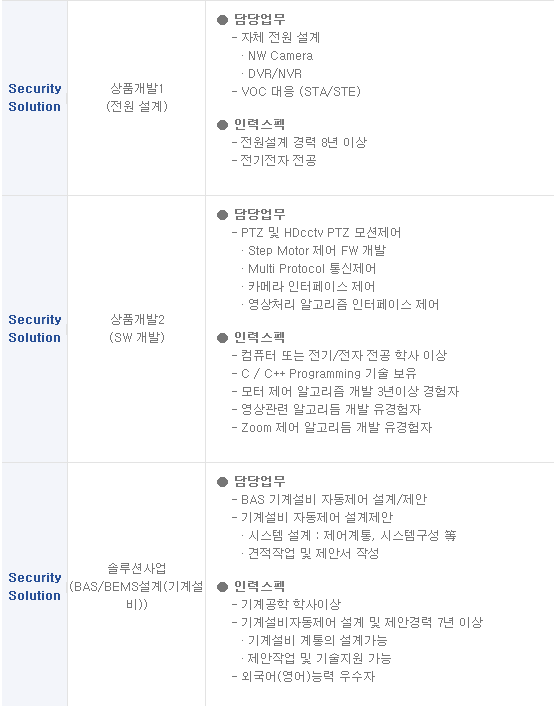 Security
Solution
상품개발1
(전원 설계)
● 담당업무
- 자체 전원 설계
· NW Camera
· DVR/NVR
- VOC 대응 (STA/STE)
● 인력스펙
- 전원설계 경력 8년 이상
- 전기전자 전공
Security
Solution
상품개발2
(SW 개발)
● 담당업무
- PTZ 및 HDcctv PTZ 모션제어
· Step Motor 제어 FW 개발
· Multi Protocol 통신제어
· 카메라 인터페이스 제어
· 영상처리 알고리즘 인터페이스 제어
● 인력스펙
- 컴퓨터 또는 전기/전자 전공 학사 이상
- C / C++ Programming 기술 보유
- 모터 제어 알고리즘 개발 3년이상 경험자
- 영상관련 알고리듬 개발 유경험자
- Zoom 제어 알고리듬 개발 유경험자
Security
Solution
솔루션사업
(BAS/BEMS설계(기계설
비))
● 담당업무
- BAS 기계설비 자동제어 설계/제안
- 기계설비 자동제어 설계제안
· 시스템 설계 : 제어계통, 시스템구성 等
· 견적작업 및 제안서 작성
● 인력스펙
- 기계공학 학사이상
- 기계설비자동제어 설계 및 제안경력 7년 이상
· 기계설비 계통의 설계가능
· 제안작업 및 기술지원 가능
- 외국어(영어)능력 우수자